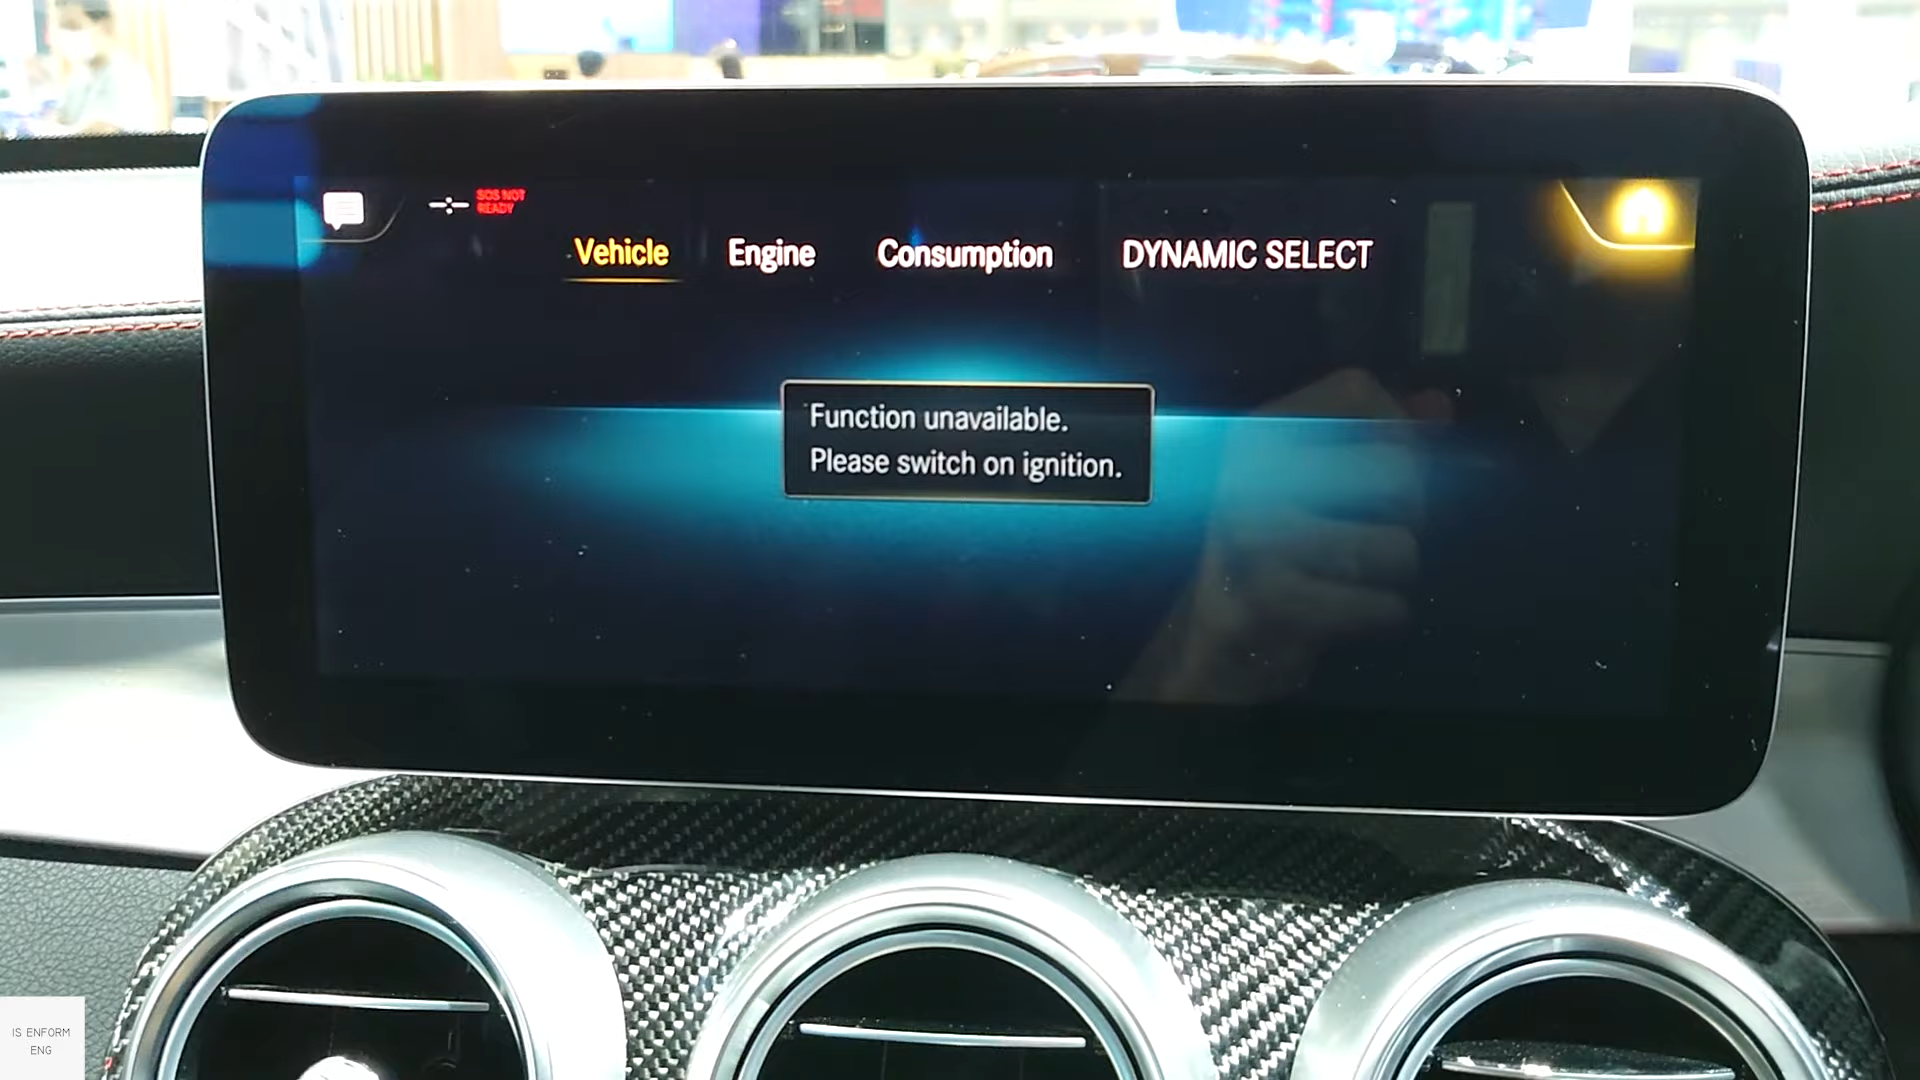 SOS NOT
READY
Vehicle Engine Consumption DYNAMIC SELECT
Function unavailable.
Please switch on ignition.
IS ENFORM
ENG